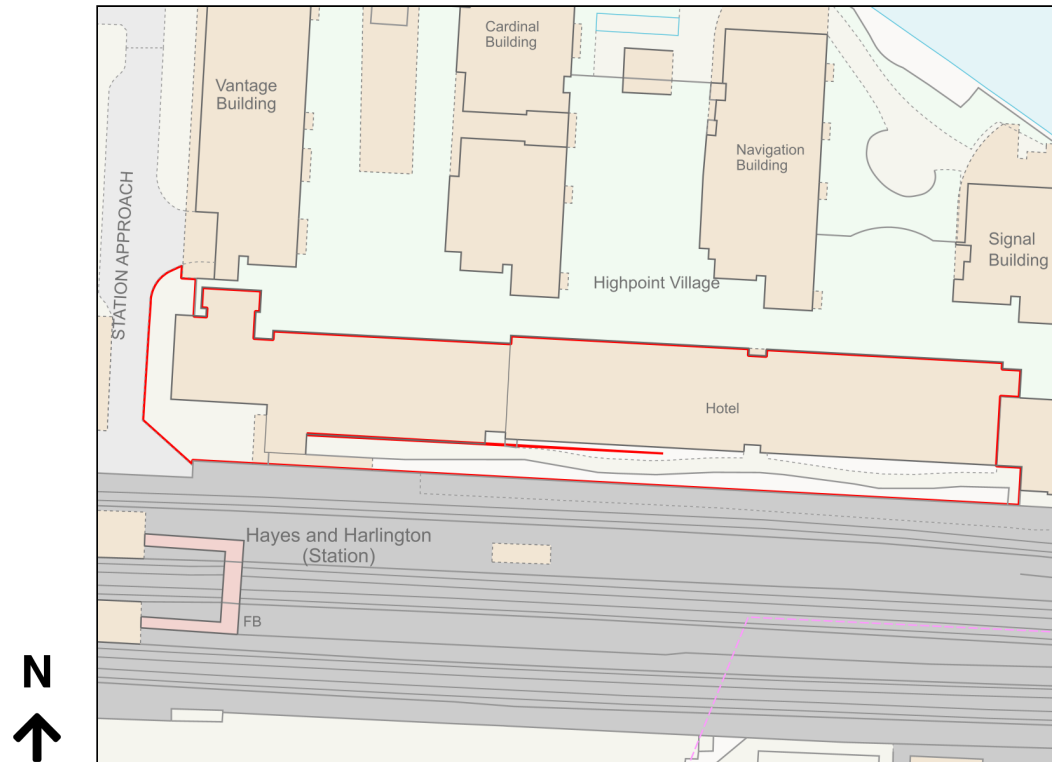 Cardinal
Building
Vantage
Building
Navigation
Building
STATION APPROACH
Signal
Building
Highpoint Village
Hotel
Hayes and Harlington
(Station)
FB
N